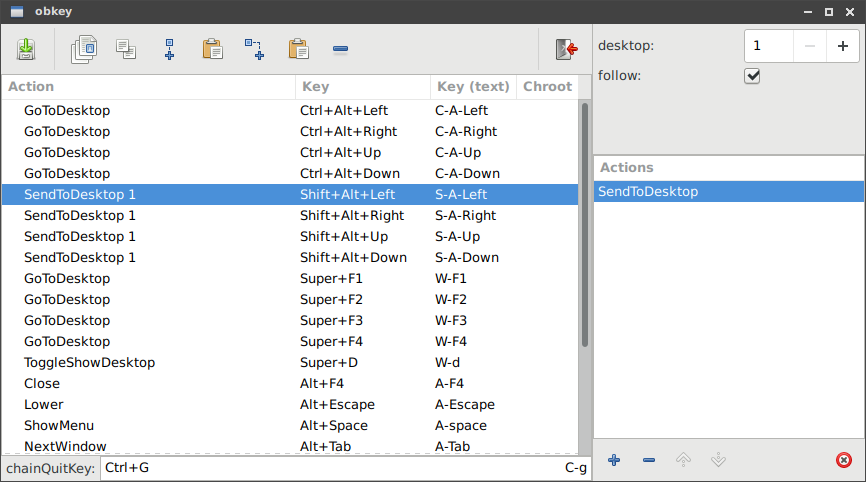 obkey
desktop: 1
follow:
Action Key Key (text) Chroot
GoToDesktop Ctrl+Alt+Left C-A-Left
GoToDesktop Ctrl+Alt+Right C-A-Right
GoToDesktop Ctrl+Alt+Up C-A-Up
GoToDesktop Ctrl+Alt+Down C-A-Down
SendToDesktop 1 Shift+Alt+Left S-A-Left
SendToDesktop 1 Shift+Alt+Right S-A-Right
SendToDesktop 1 Shift+Alt+Up S-A-Up
SendToDesktop 1 Shift+Alt+Down S-A-Down
GoToDesktop Super+F1 W-F1
GoToDesktop Super+F2 W-F2
GoToDesktop Super+F3 W-F3
GoToDesktop Super+F4 W-F4
ToggleShowDesktop Super+D W-d
Close Alt+F4 A-F4
Lower Alt+Escape A-Escape
ShowMenu Alt+Space A-space
NextWindow Alt+Tab A-Tab
chainQuitKey: Ctrl+G C-g
Actions
SendToDesktop